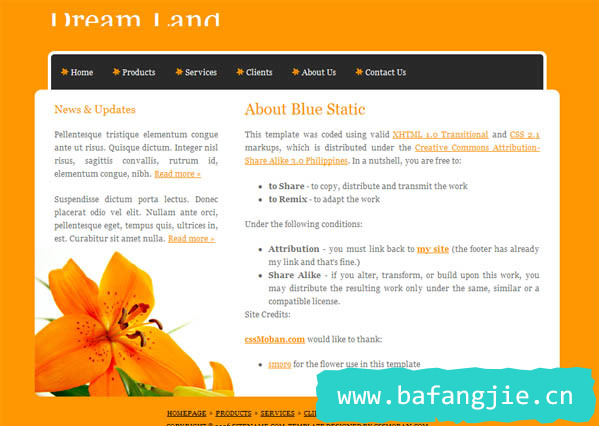 Dream Land
Home Products Services Clients About Us Contact Us
News & Updates
Pellentesque tristique elementum congue
ante ut risus. Quisque dictum. Integer nisl
risus, sagittis convallis, rutrum id,
elementum congue, nibh. Read more »
Suspendisse dictum porta lectus. Donec
placerat odio vel elit. Nullam ante orci,
pellentesque eget, tempus quis, ultrices in,
est. Curabitur sit amet nulla. Read more »
About Blue Static
This template was coded using valid XHTML 1.0 Transitional and CSS 2.1
markups, which is distributed under the Creative Commons Attribution-
Share Alike 3.0 Philippines. In a nutshell, you are free to:
• to Share - to copy, distribute and transmit the work
• to Remix - to adapt the work
Under the following conditions:
• Attribution - you must link back to my site (the footer has already
my link and that's fine.)
• Share Alike - if you alter, transform, or build upon this work, you
may distribute the resulting work only under the same, similar or a
compatible license.
Site Credits:
cssMoban.com would like to thank:
• smoro for the flower use in this template
HOMEPAGE PRODUCTS SERVICES
www.bafangjie.cn